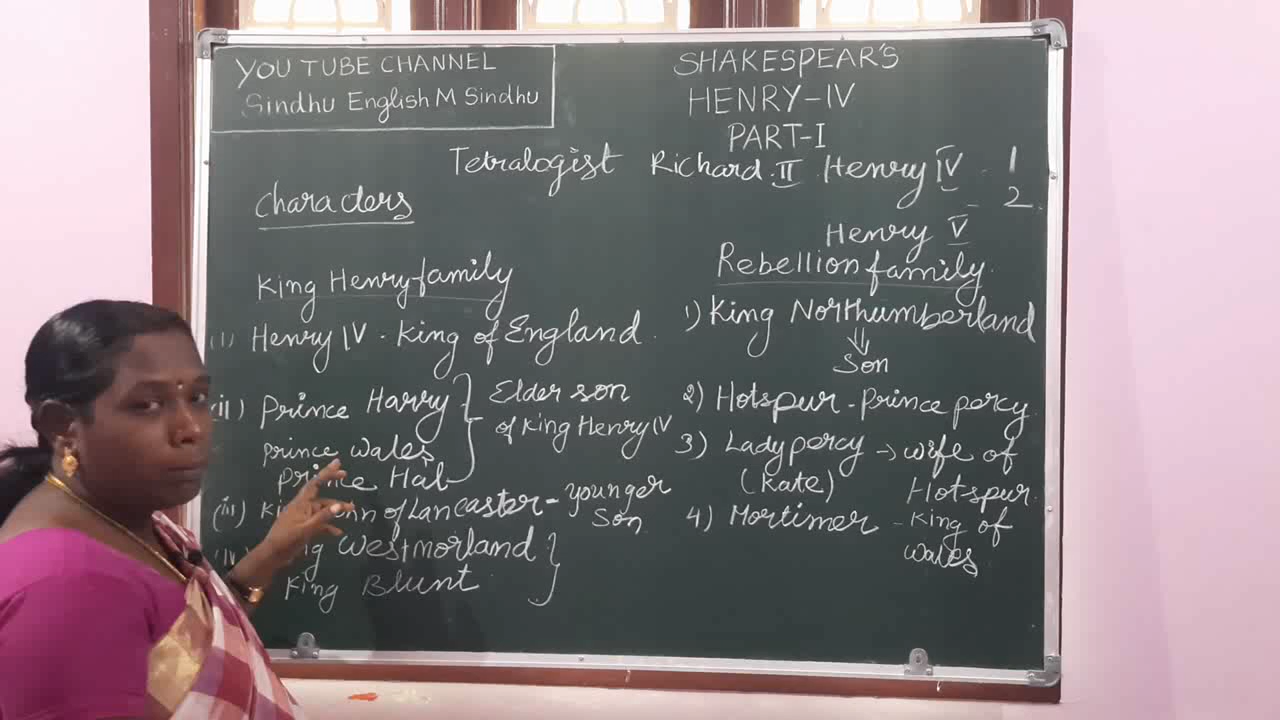 YOU TUBE CHANNEL
Sindhu English M Sindhu
SHAKESPEAR'S
HENRY-IV
PART-I
Tetralogist Richard.II Henry IV - 1
- 2
Henry V
Characters
King Henry family
(i) Henry IV - King of England.
(ii) Prince Harry
prince Wales
prince Hal
Elder son
of King Henry IV
(iii) of Lancaster - younger
Son
(iv) Westmorland
King Blunt
Rebellion family.
1) King Northumberland
⇓
Son
2) Hotspur - Prince percy.
3) Lady percy → wife of
(Kate) Hotspur.
4) Mortimer - King of
Wales